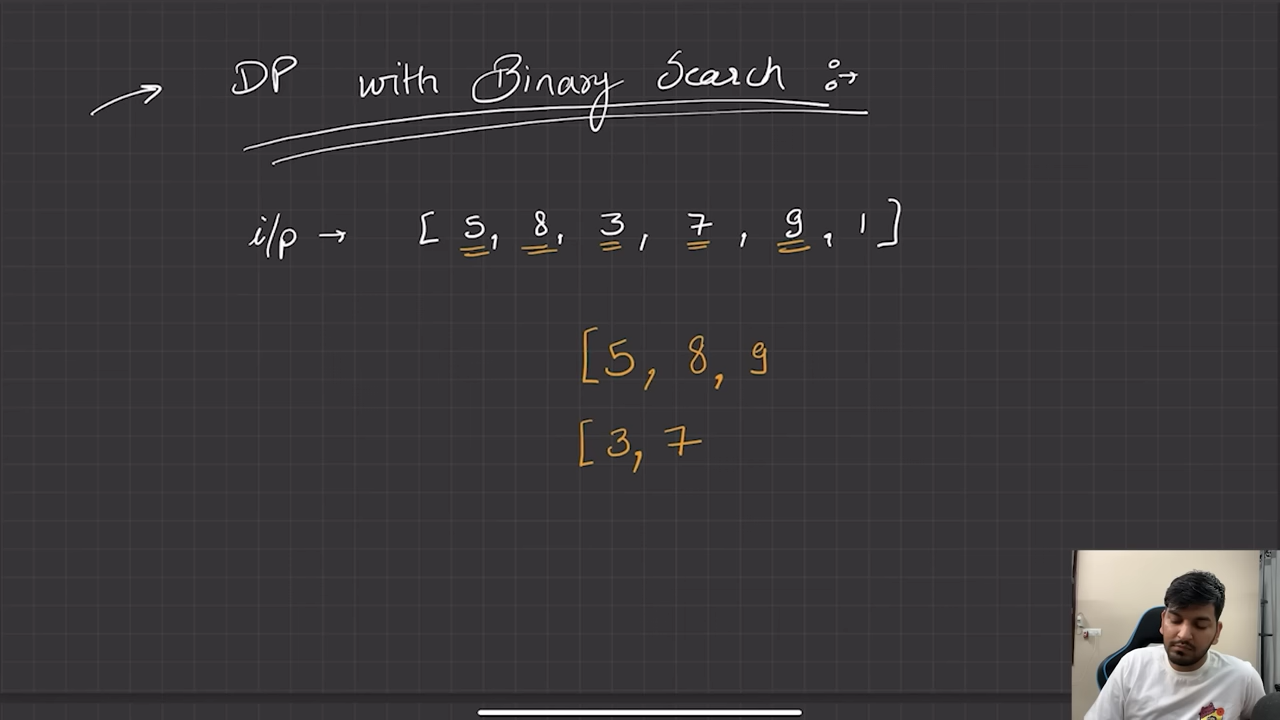 DP with Binary Search :→
i/p → [ 5, 8, 3, 7, 9, 1 ]
[ 5, 8, 9
[ 3, 7